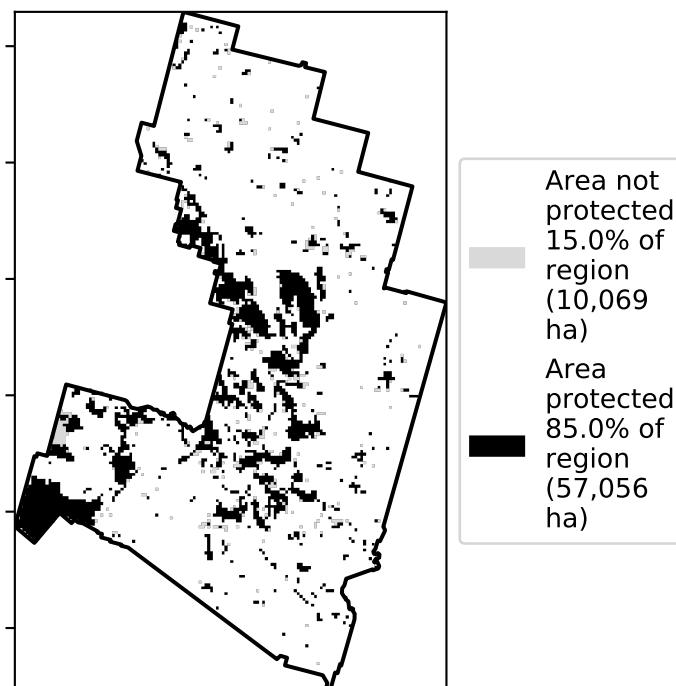 Area not
protected
15.0% of
region
(10,069
ha)
Area
protected
85.0% of
region
(57,056
ha)